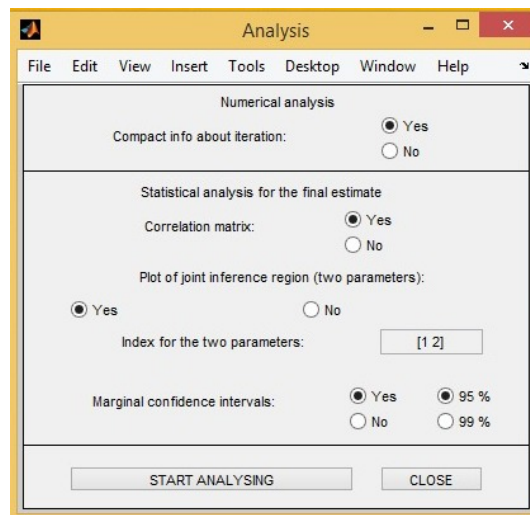 Analysis
File Edit View Insert Tools Desktop Window Help
Numerical analysis
Compact info about iteration:
Yes
No
Statistical analysis for the final estimate
Correlation matrix:
Yes
No
Plot of joint inference region (two parameters):
Yes No
Index for the two parameters: [1 2]
Marginal confidence intervals:
Yes 95 %
No 99 %
START ANALYSING CLOSE